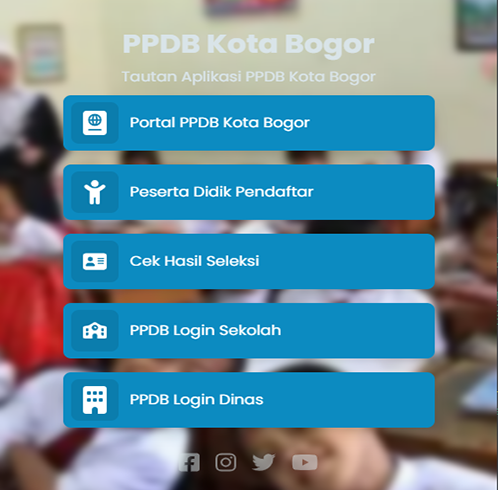 PPDB Kota Bogor
Tautan Aplikasi PPDB Kota Bogor
Portal PPDB Kota Bogor
Peserta Didik Pendaftar
Cek Hasil Seleksi
PPDB Login Sekolah
PPDB Login Dinas